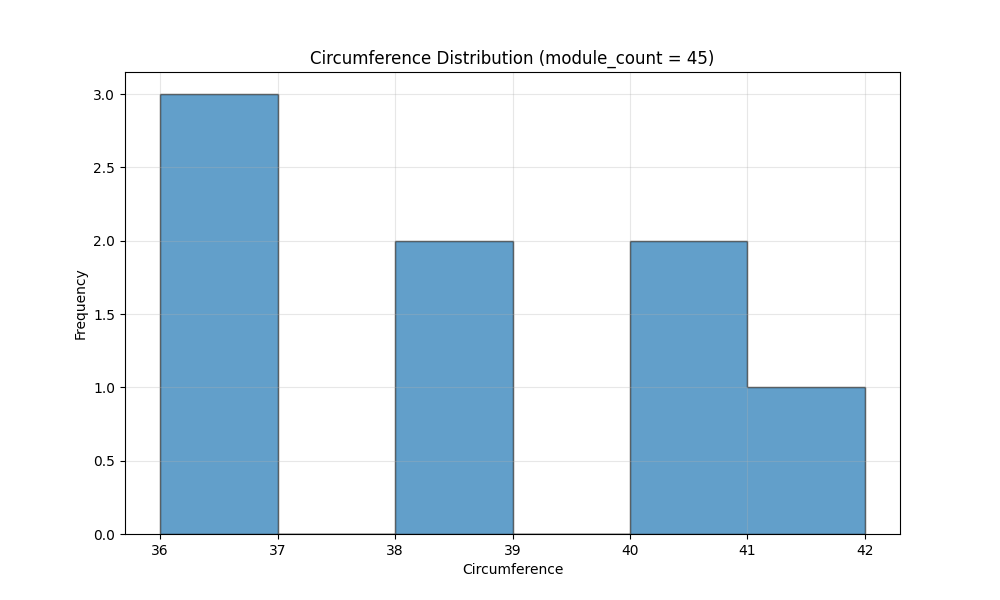 Circumference Distribution (module_count = 45)
3.0
2.5
2.0
1.5
1.0
0.5
0.0
Frequency
36 37 38 39 40 41 42
Circumference